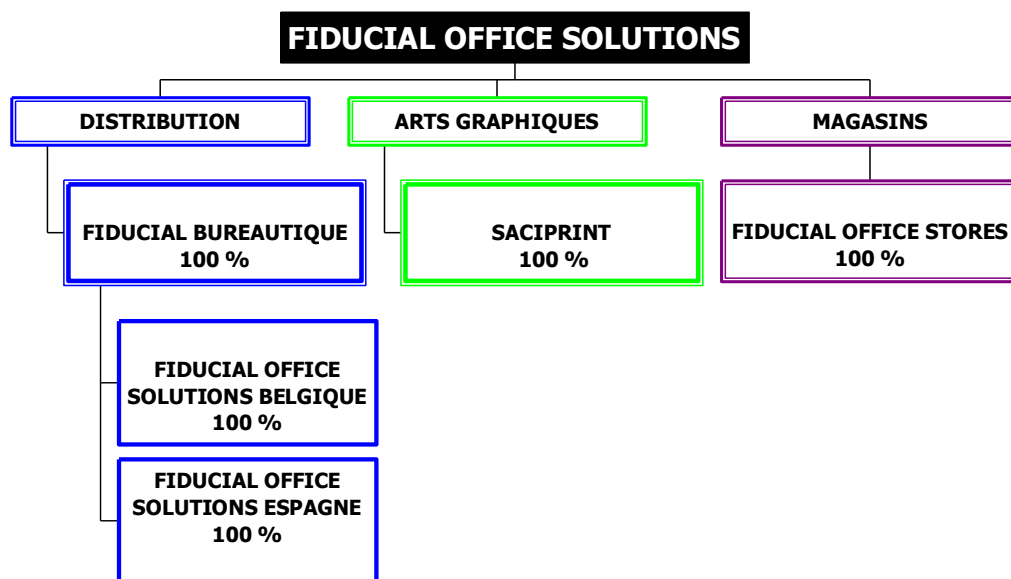 FIDUCIAL OFFICE SOLUTIONS
DISTRIBUTION
ARTS GRAPHIQUES
MAGASINS
FIDUCIAL BUREAUTIQUE
100 %
SACIPRINT
100 %
FIDUCIAL OFFICE STORES
100 %
FIDUCIAL OFFICE
SOLUTIONS BELGIQUE
100 %
FIDUCIAL OFFICE
SOLUTIONS ESPAGNE
100 %